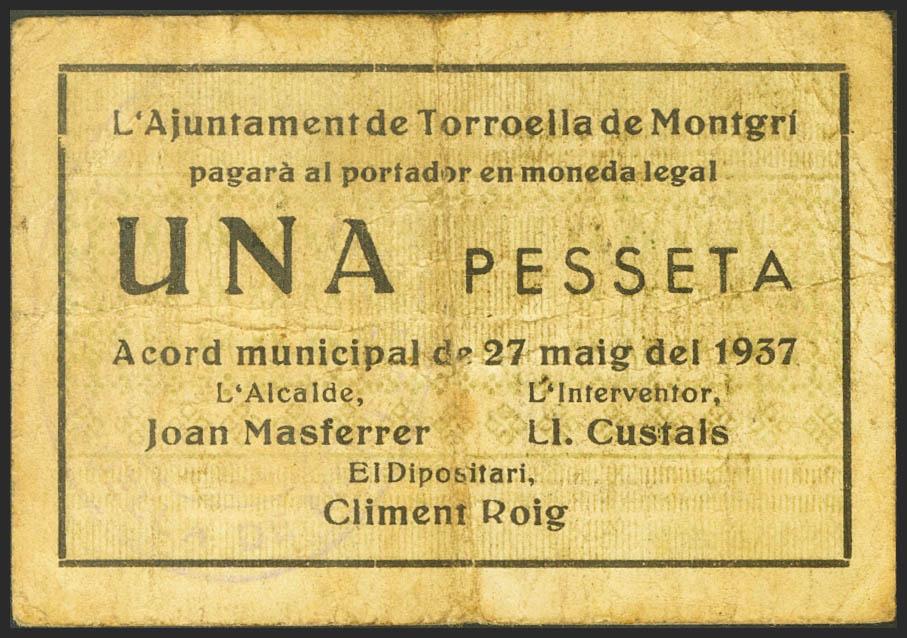 L'Ajuntament de Torroella de Montgrí
pagarà al portador en moneda legal
UNA PESSETA
Acord municipal de 27 maig del 1937
L'Alcalde, L'Interventor,
Joan Masferrer Ll. Custals
El Dipositari,
Climent Roig